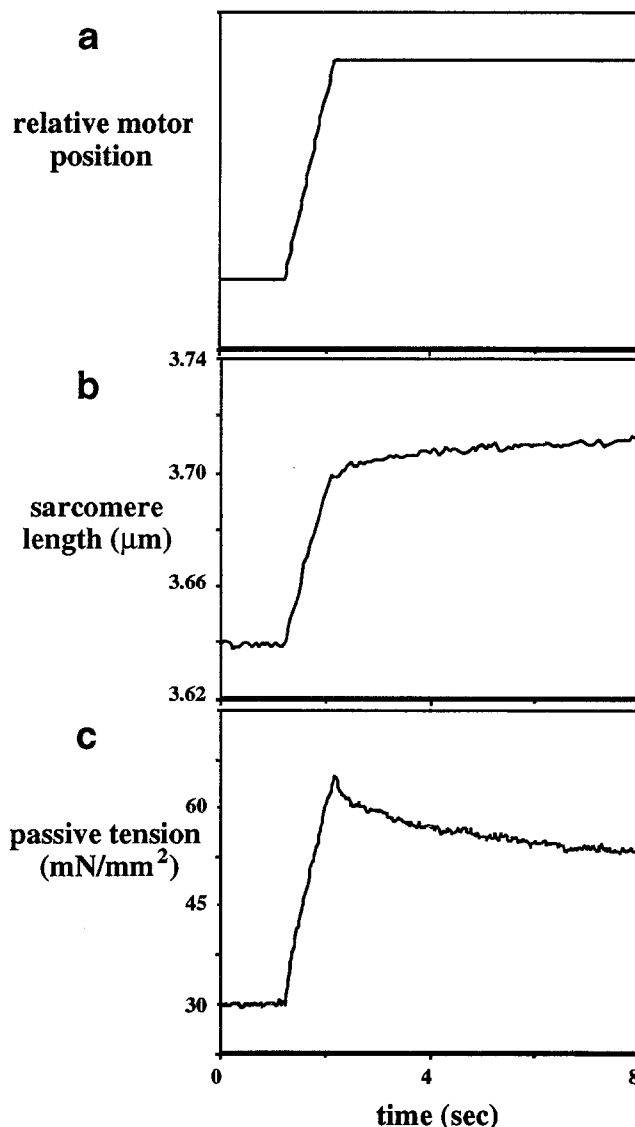 a
relative motor
position
3.74
b
3.70
sarcomere
length (μm)
3.66
3.62
c
60
passive tension
(mN/mm²)
45
30
0
4
8
time (sec)